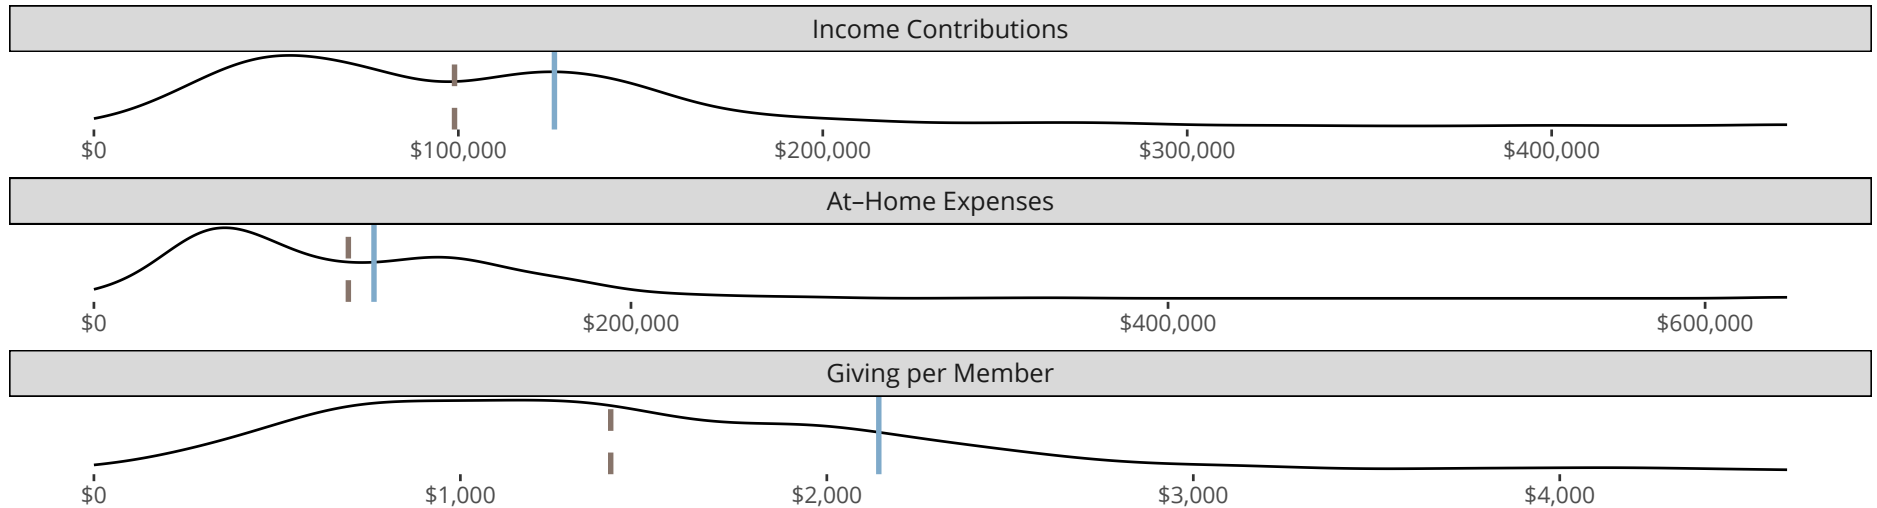 Income Contributions
$0 $100,000 $200,000 $300,000 $400,000
At–Home Expenses
$0 $200,000 $400,000 $600,000
Giving per Member
$0 $1,000 $2,000 $3,000 $4,000